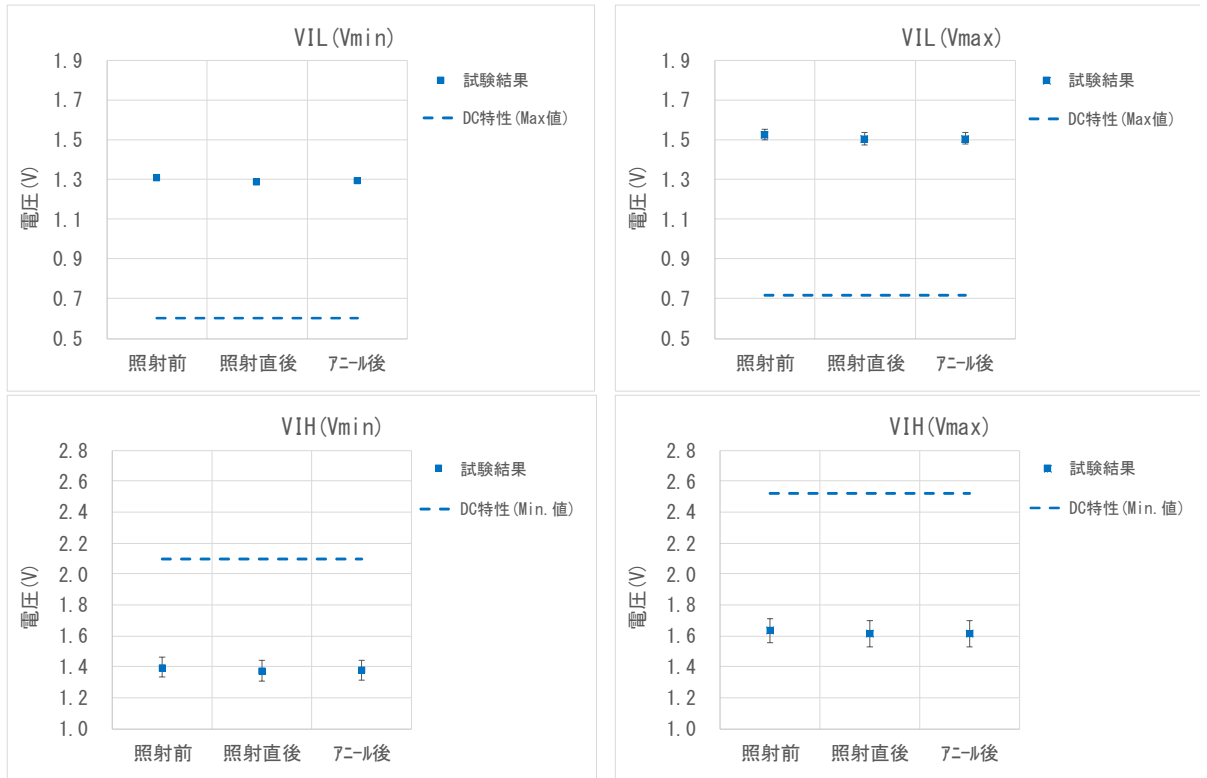 VIL(Vmin)
1.9
1.7
1.5
1.3
1.1
0.9
0.7
0.5
電圧(V)
照射前 照射直後 ｱﾆｰﾙ後
試験結果
DC特性(Max値)
VIL(Vmax)
1.9
1.7
1.5
1.3
1.1
0.9
0.7
0.5
電圧(V)
照射前 照射直後 ｱﾆｰﾙ後
試験結果
DC特性(Max値)
VIH(Vmin)
2.8
2.6
2.4
2.2
2.0
1.8
1.6
1.4
1.2
1.0
電圧(V)
照射前 照射直後 ｱﾆｰﾙ後
試験結果
DC特性(Min.値)
VIH(Vmax)
2.8
2.6
2.4
2.2
2.0
1.8
1.6
1.4
1.2
1.0
電圧(V)
照射前 照射直後 ｱﾆｰﾙ後
試験結果
DC特性(Min.値)